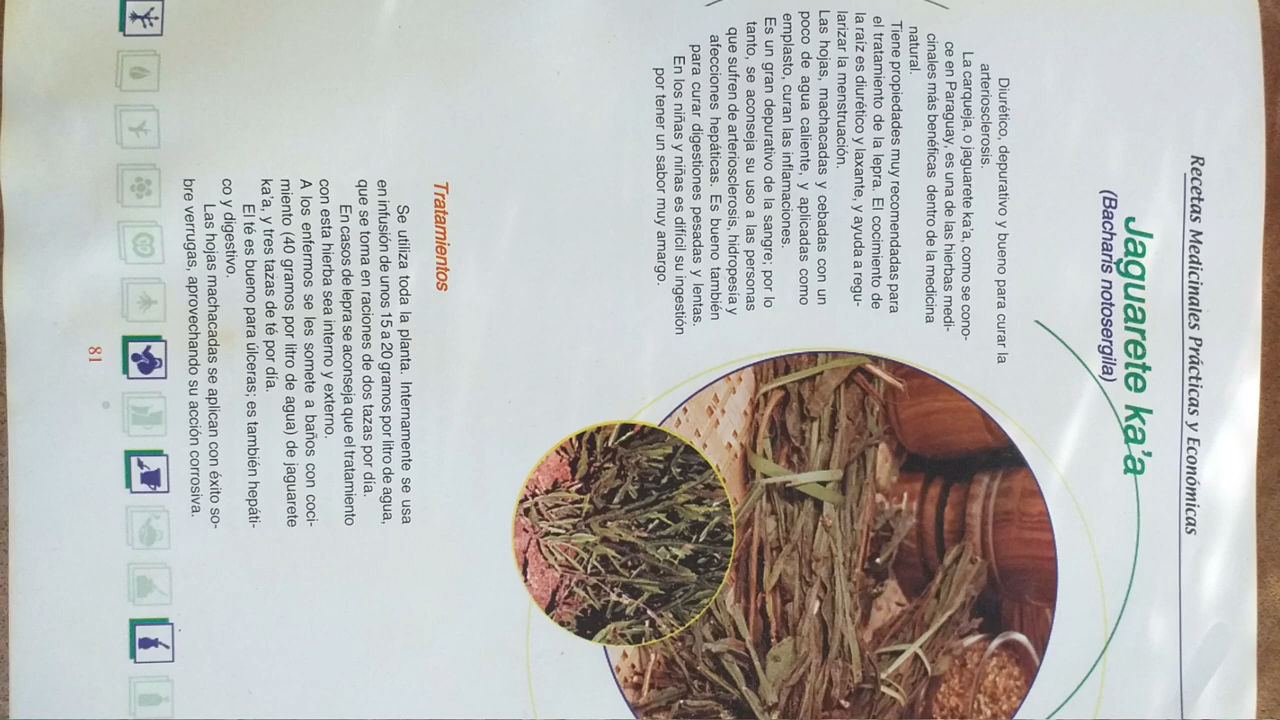 Recetas Medicinales Prácticas y Económicas
Jaguarete ka'a
(Bacharis notosergila)
Diurético, depurativo y bueno para curar la
arteriosclerosis.
La carqueja, o jaguarete ka'a, como se cono-
ce en Paraguay, es una de las hierbas medi-
cinales más benéficas dentro de la medicina
natural.
Tiene propiedades muy recomendadas para
el tratamiento de la lepra. El cocimiento de
la raíz es diurético y laxante, y ayuda a regu-
larizar la menstruación.
Las hojas, machacadas y cebadas con un
poco de agua caliente, y aplicadas como
emplasto, curan las inflamaciones.
Es un gran depurativo de la sangre; por lo
tanto, se aconseja su uso a las personas
que sufren de arteriosclerosis, hidropesía y
afecciones hepáticas. Es bueno también
para curar digestiones pesadas y lentas.
En los niñas y niñas es difícil su ingestión
por tener un sabor muy amargo.
Tratamientos
Se utiliza toda la planta. Internamente se usa
en infusión de unos 15 a 20 gramos por litro de agua,
que se toma en raciones de dos tazas por día.
En casos de lepra se aconseja que el tratamiento
con esta hierba sea interno y externo.
A los enfermos se les somete a baños con coci-
miento (40 gramos por litro de agua) de jaguarete
ka'a, y tres tazas de té por día.
El té es bueno para úlceras; es también hepáti-
co y digestivo.
Las hojas machacadas se aplican con éxito so-
bre verrugas, aprovechando su acción corrosiva.
81